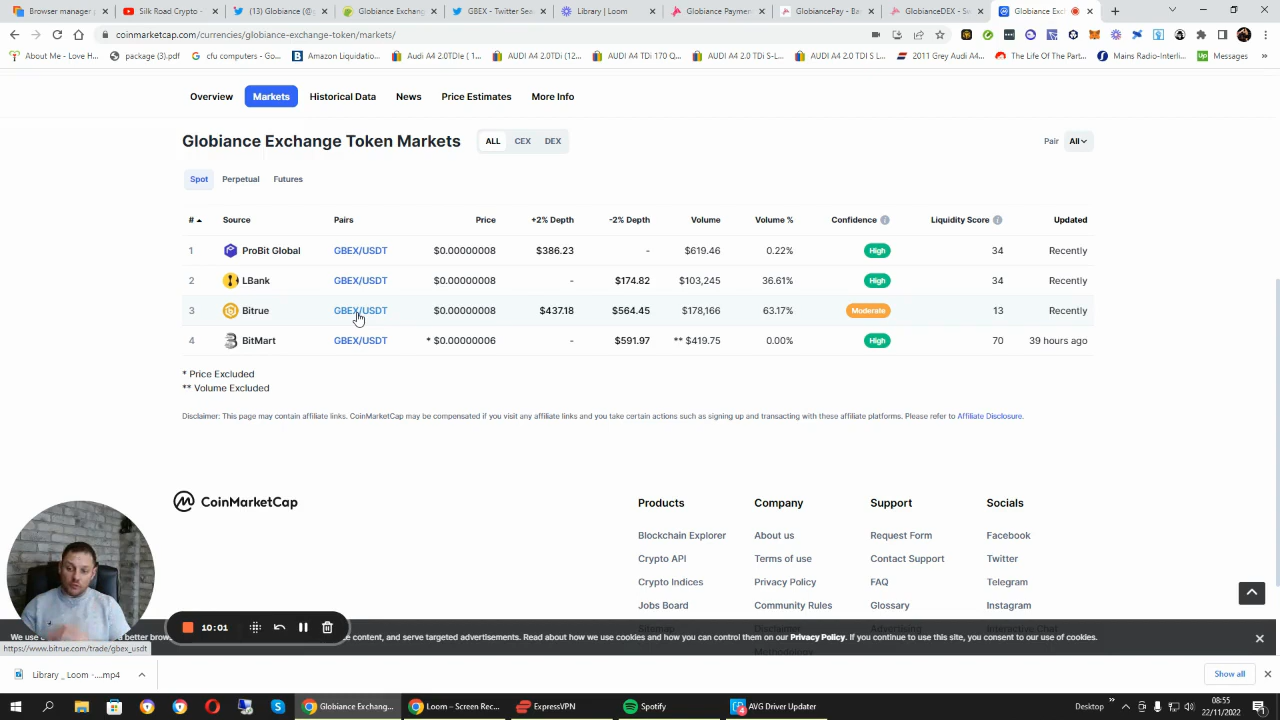 Browser manager
Silk Road Crypto -
(13) Globiance (@
Globiance Exchang
GBEX - Twitter Sea
Library | Loom
Globiance Paymen
GlobiancePay - Ba
GlobianceDEX - S
Globiance Exc
coinmarketcap.com/currencies/globiance-exchange-token/markets/
About Me - Love H...
package (3).pdf
cfu computers - Go...
Amazon Liquidatio...
Audi A4 2.0TDIe ( 1...
AUDI A4 2.0TDI (12...
AUDI A4 TDi 170 Q...
AUDI A4 2.0 TDi S-L...
AUDI A4 2.0 TDI S L...
2011 Grey Audi A4...
The Life Of The Part...
Mains Radio-Interli...
Messages
»
Overview
Markets
Historical Data
News
Price Estimates
More Info
Globiance Exchange Token Markets
ALL
CEX
DEX
Pair
All
Spot
Perpetual
Futures
# Source Pairs Price +2% Depth -2% Depth Volume Volume % Confidence Liquidity Score Updated
1 ProBit Global GBEX/USDT $0.00000008 $386.23 - $619.46 0.22% High 34 Recently
2 LBank GBEX/USDT $0.00000008 - $174.82 $103,245 36.61% High 34 Recently
3 Bitrue GBEX/USDT $0.00000008 $437.18 $564.45 $178,166 63.17% Moderate 13 Recently
4 BitMart GBEX/USDT * $0.00000006 - $591.97 ** $419.75 0.00% High 70 39 hours ago
* Price Excluded
** Volume Excluded
Disclaimer: This page may contain affiliate links. CoinMarketCap may be compensated if you visit any affiliate links and you take certain actions such as signing up and transacting with these affiliate platforms. Please refer to Affiliate Disclosure.
CoinMarketCap
Products
Company
Support
Socials
Blockchain Explorer
About us
Request Form
Facebook
Crypto API
Terms of use
Contact Support
Twitter
Crypto Indices
Privacy Policy
FAQ
Telegram
Jobs Board
Community Rules
Glossary
Instagram
10:01
We use
better brow
content, and serve targeted advertisements. Read about how we use cookies and how you can control them on our Privacy Policy. If you continue to use this site, you consent to our use of cookies.
https://www.bitrue.com/trade/gbex_usdt
Library _ Loom -....mp4
Show all
Globiance Exchang...
Loom – Screen Rec...
ExpressVPN
Spotify
AVG Driver Updater
Desktop
»
08:55
22/11/2022